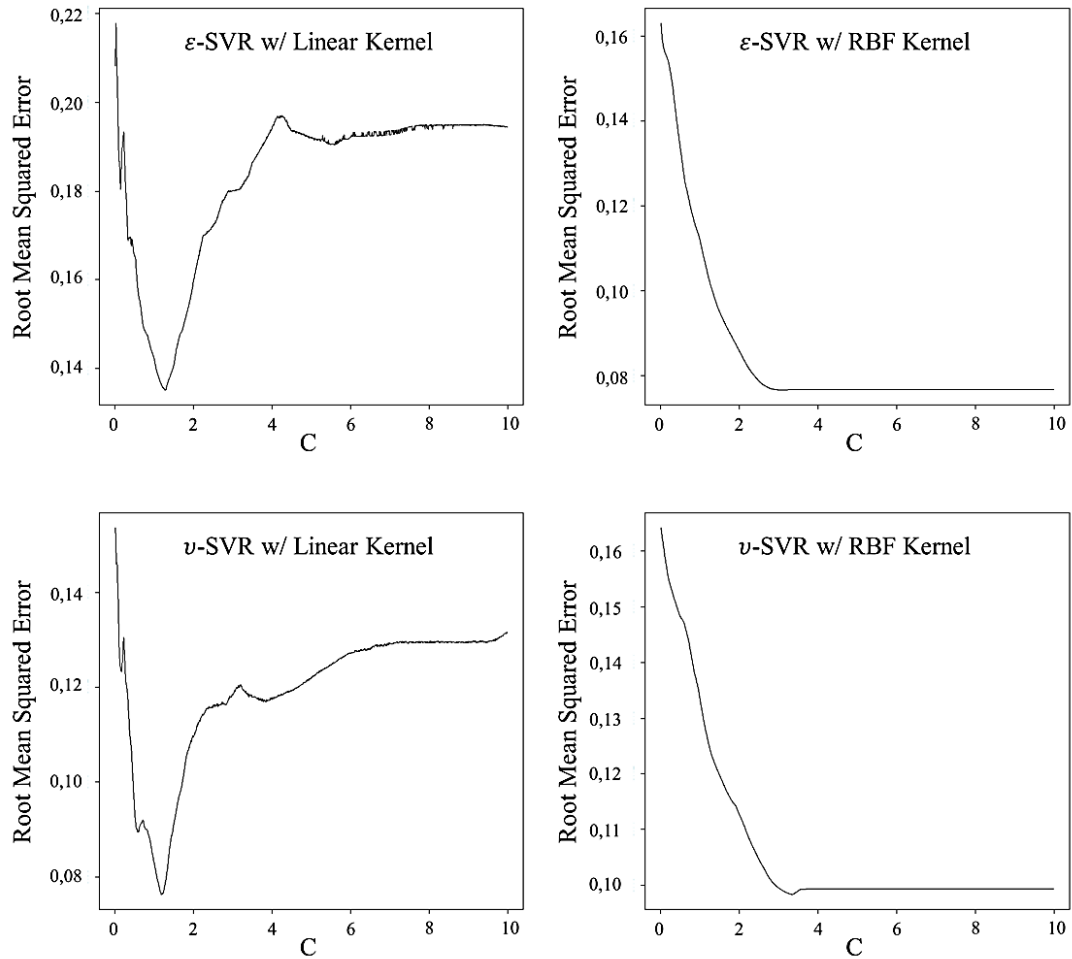 ε-SVR w/ Linear Kernel
Root Mean Squared Error
0,22
0,20
0,18
0,16
0,14
0 2 4 6 8 10
C
ε-SVR w/ RBF Kernel
Root Mean Squared Error
0,16
0,14
0,12
0,10
0,08
0 2 4 6 8 10
C
υ-SVR w/ Linear Kernel
Root Mean Squared Error
0,14
0,12
0,10
0,08
0 2 4 6 8 10
C
υ-SVR w/ RBF Kernel
Root Mean Squared Error
0,16
0,15
0,14
0,13
0,12
0,11
0,10
0 2 4 6 8 10
C